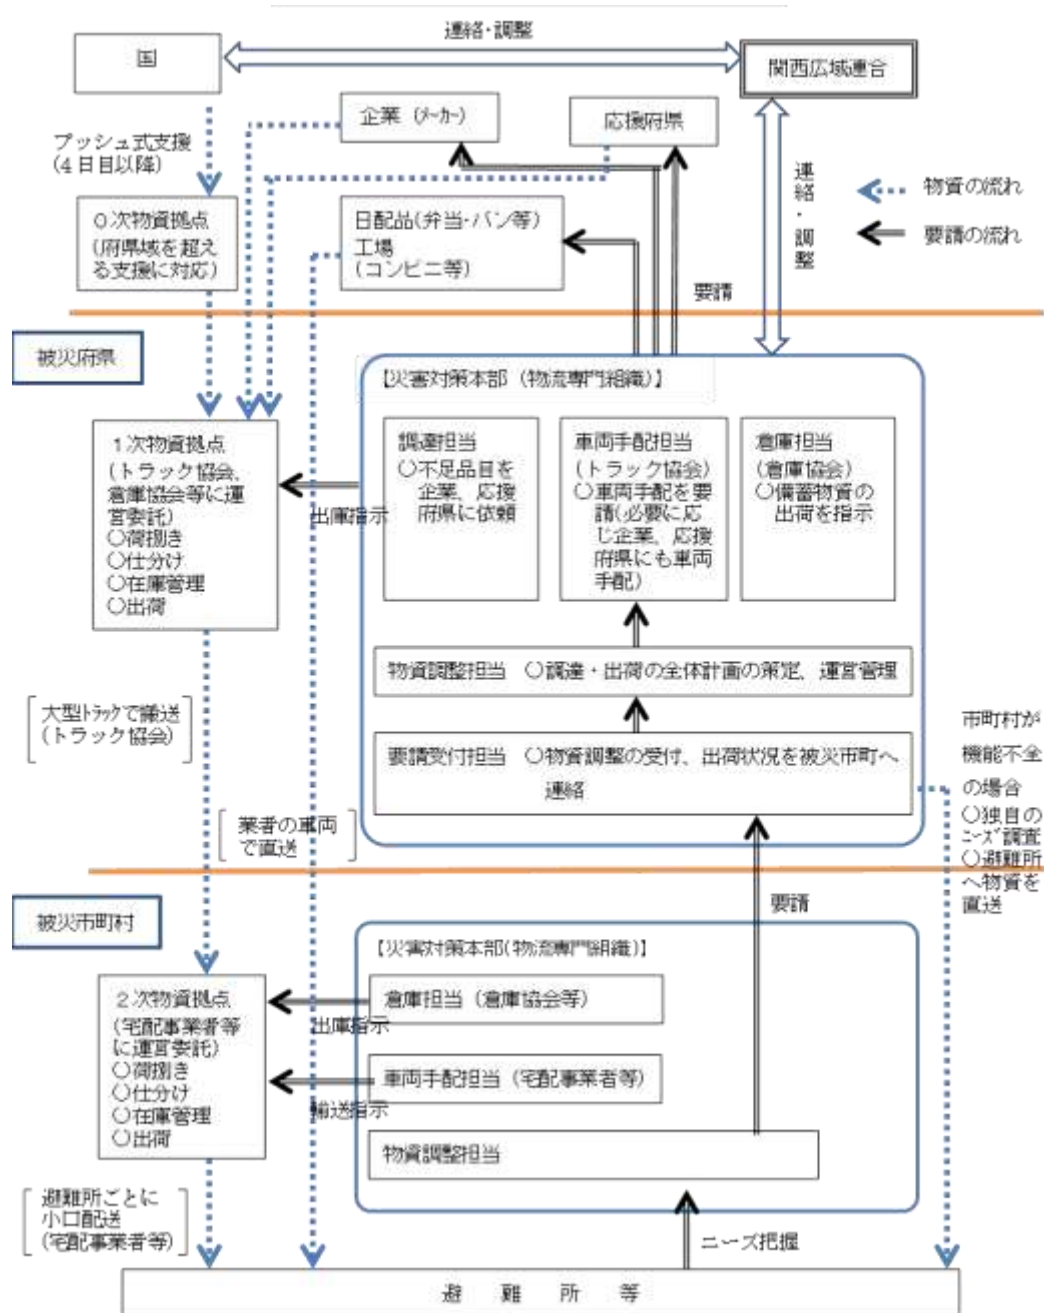 連絡・調整
国
関西広域連合
企業（ﾒｰｶｰ）
応援府県
プッシュ式支援
(４日目以降)
連絡・調整
物資の流れ
要請の流れ
０次物資拠点
(府県域を超え
る支援に対応)
日配品(弁当・パン等)
工場
(コンビニ等)
要請
被災府県
【災害対策本部（物流専門組織)】
１次物資拠点
(トラック協会、
倉庫協会等に運
営委託)
○荷捌き
○仕分け
○在庫管理
○出荷
出庫指示
調達担当
○不足品目を
企業、応援
府県に依頼
車両手配担当
(トラック協会)
○車両手配を要
請(必要に応
じ企業、応援
府県にも車両
手配)
倉庫担当
(倉庫協会)
○備蓄物資の
出荷を指示
物資調整担当　○調達・出荷の全体計画の策定、運営管理
要請受付担当　○物資調整の受付、出荷状況を被災市町へ
連絡
大型ﾄﾗｯｸで搬送
(トラック協会)
業者の車両
で直送
市町村が
機能不全
の場合
○独自の
ﾆｰｽﾞ調査
○避難所
へ物資を
直送
被災市町村
要請
【災害対策本部(物流専門組織)】
２次物資拠点
(宅配事業者等
に運営委託)
○荷捌き
○仕分け
○在庫管理
○出荷
倉庫担当（倉庫協会等）
出庫指示
車両手配担当（宅配事業者等）
輸送指示
物資調整担当
避難所ごとに
小口配送
(宅配事業者等)
ニーズ把握
避　難　所　等